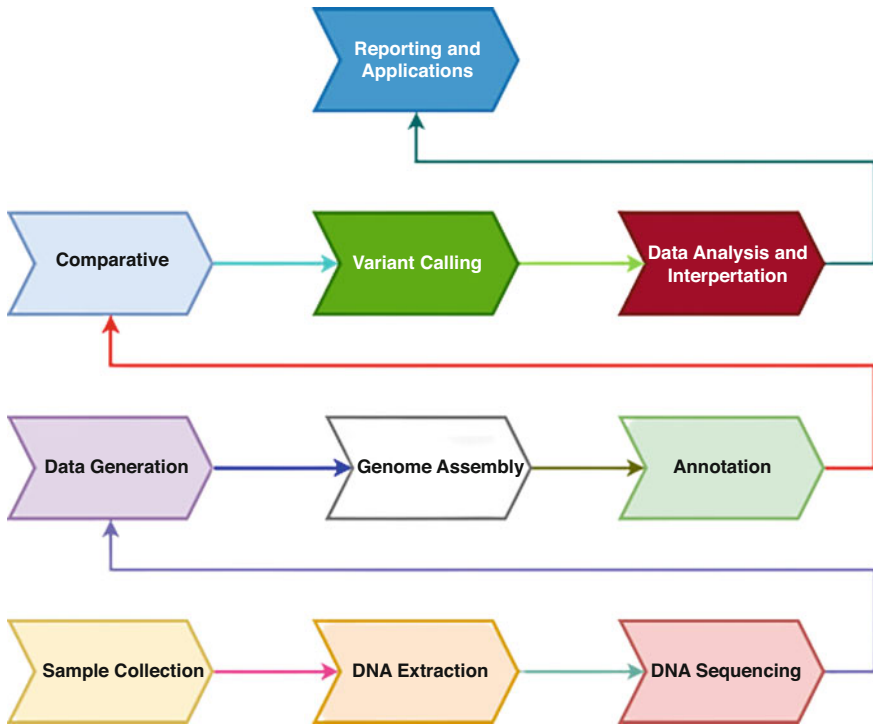 Reporting and
Applications
Comparative
Variant Calling
Data Analysis and
Interpertation
Data Generation
Genome Assembly
Annotation
Sample Collection
DNA Extraction
DNA Sequencing